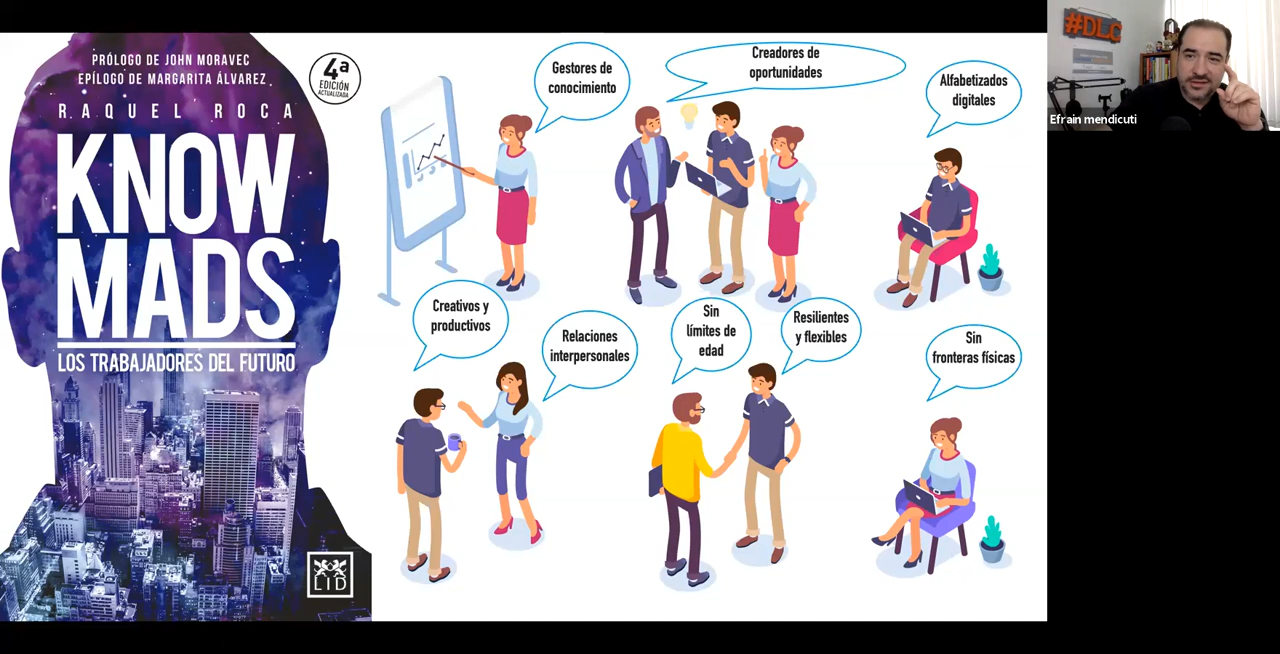 PRÓLOGO DE JOHN MORAVEC
EPÍLOGO DE MARGARITA ÁLVAREZ
4ª
EDICIÓN
ACTUALIZADA
RAQUEL ROCA
KNOW
MADS
LOS TRABAJADORES DEL FUTURO
LID
Gestores de
conocimiento
Creadores de
oportunidades
Alfabetizados
digitales
Creativos y
productivos
Relaciones
interpersonales
Sin
límites de
edad
Resilientes
y flexibles
Sin
fronteras físicas
#DLC
Efrain mendicuti